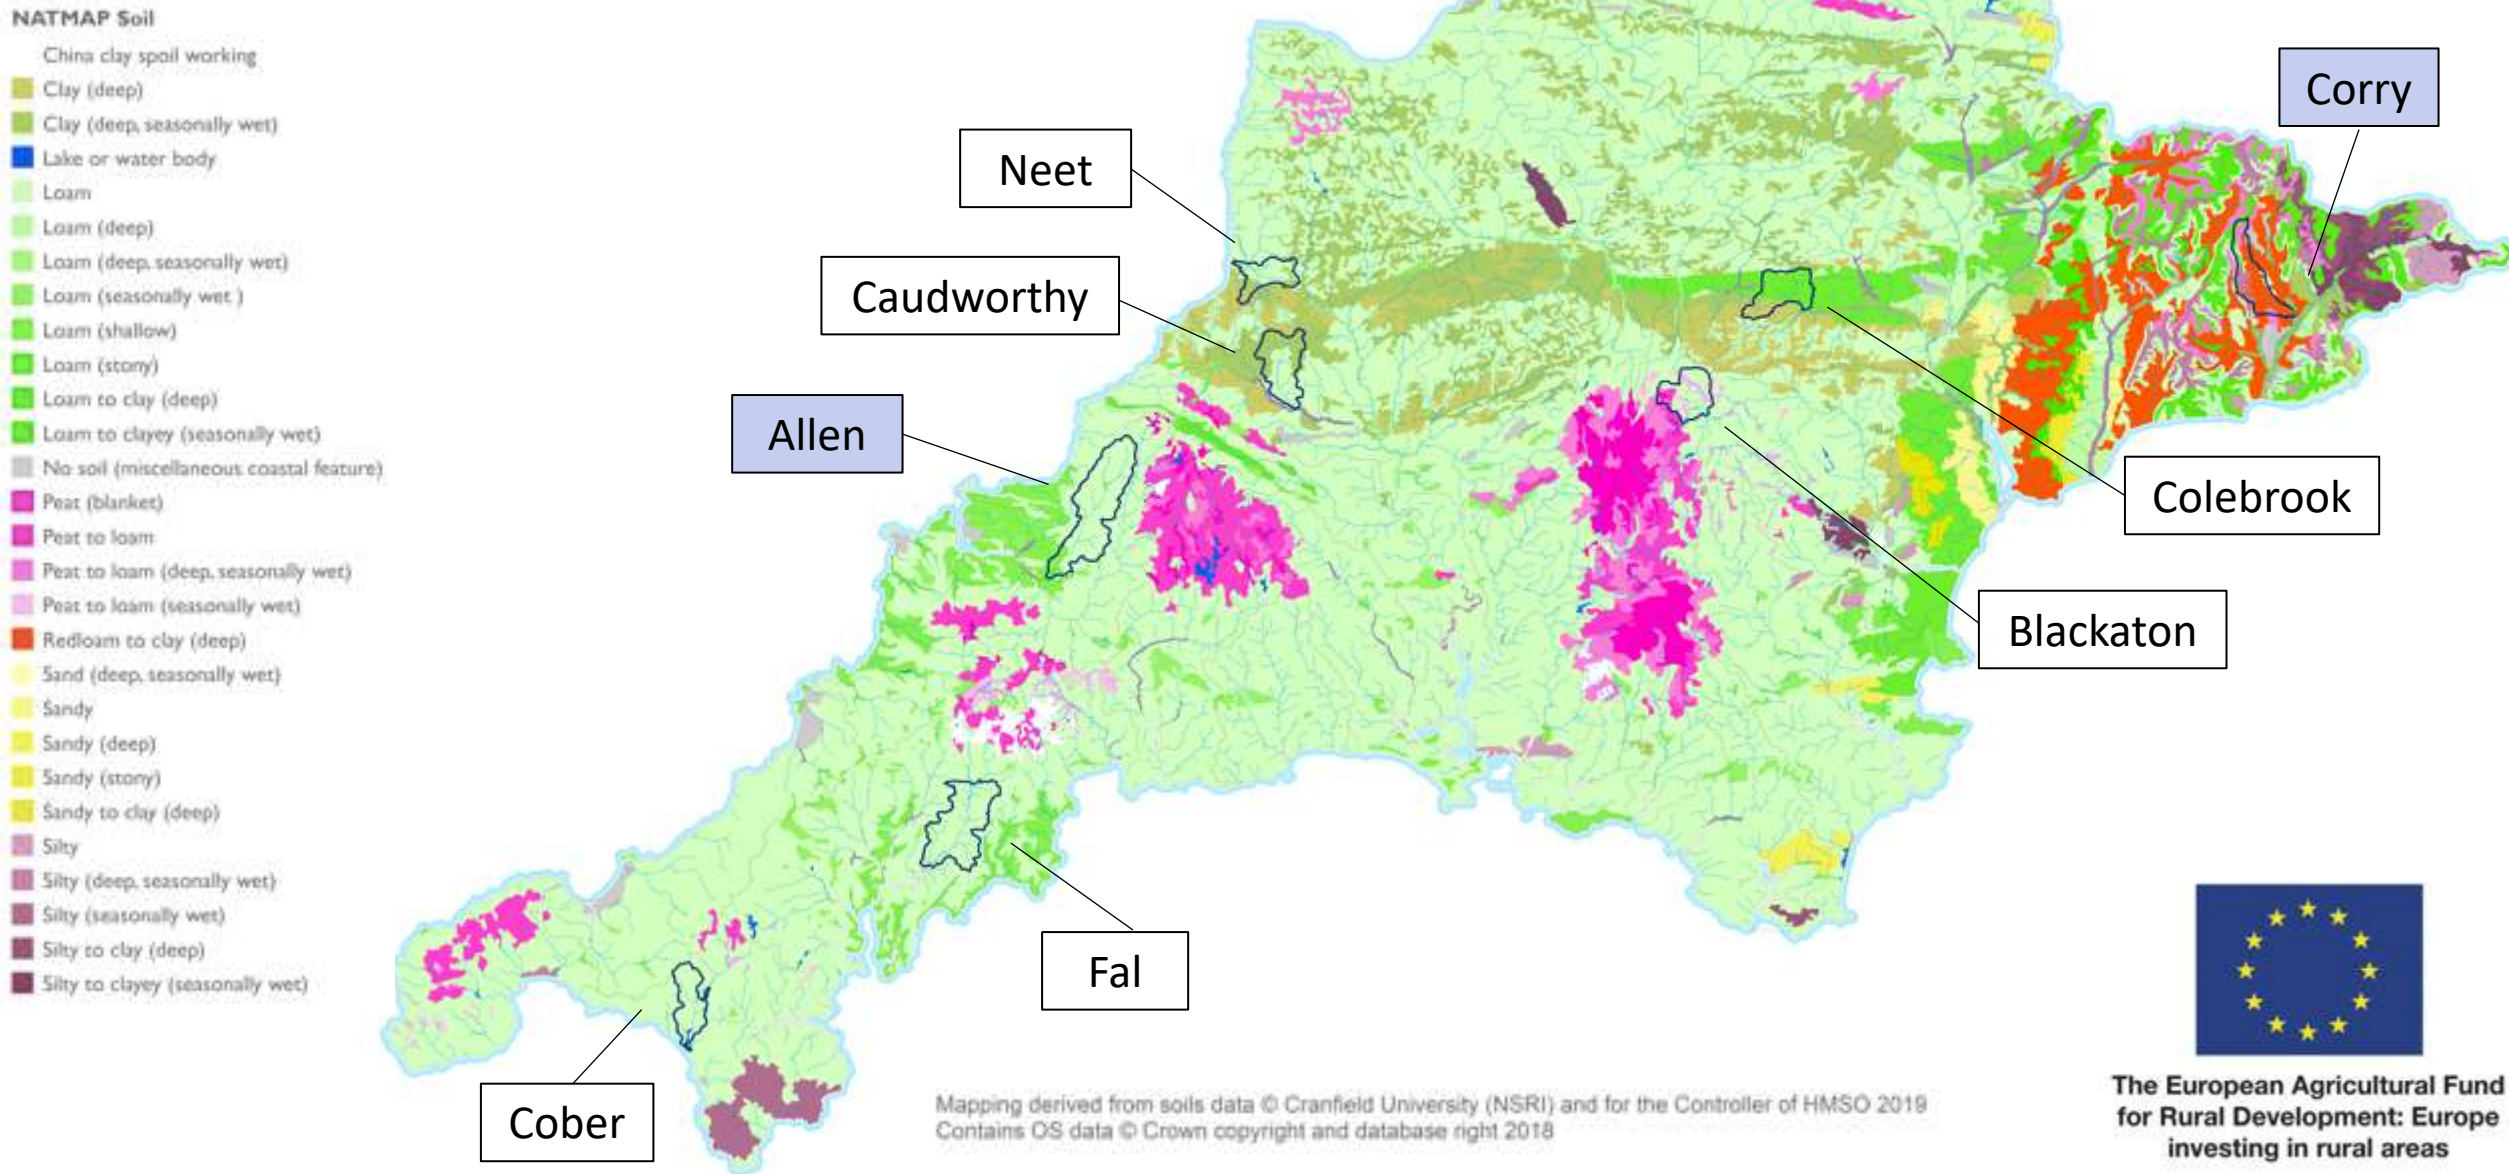 NATMAP Soil
China clay spoil working
Clay (deep)
Clay (deep, seasonally wet)
Lake or water body
Loam
Loam (deep)
Loam (deep, seasonally wet)
Loam (seasonally wet )
Loam (shallow)
Loam (stony)
Loam to clay (deep)
Loam to clayey (seasonally wet)
No soil (miscellaneous coastal feature)
Peat (blanket)
Peat to loam
Peat to loam (deep, seasonally wet)
Peat to loam (seasonally wet)
Redloam to clay (deep)
Sand (deep, seasonally wet)
Sandy
Sandy (deep)
Sandy (stony)
Sandy to clay (deep)
Silty
Silty (deep, seasonally wet)
Silty (seasonally wet)
Silty to clay (deep)
Silty to clayey (seasonally wet)
Corry
Neet
Caudworthy
Allen
Colebrook
Blackaton
Fal
Cober
Mapping derived from soils data © Cranfield University (NSRI) and for the Controller of HMSO 2019
Contains OS data © Crown copyright and database right 2018
The European Agricultural Fund
for Rural Development: Europe
investing in rural areas